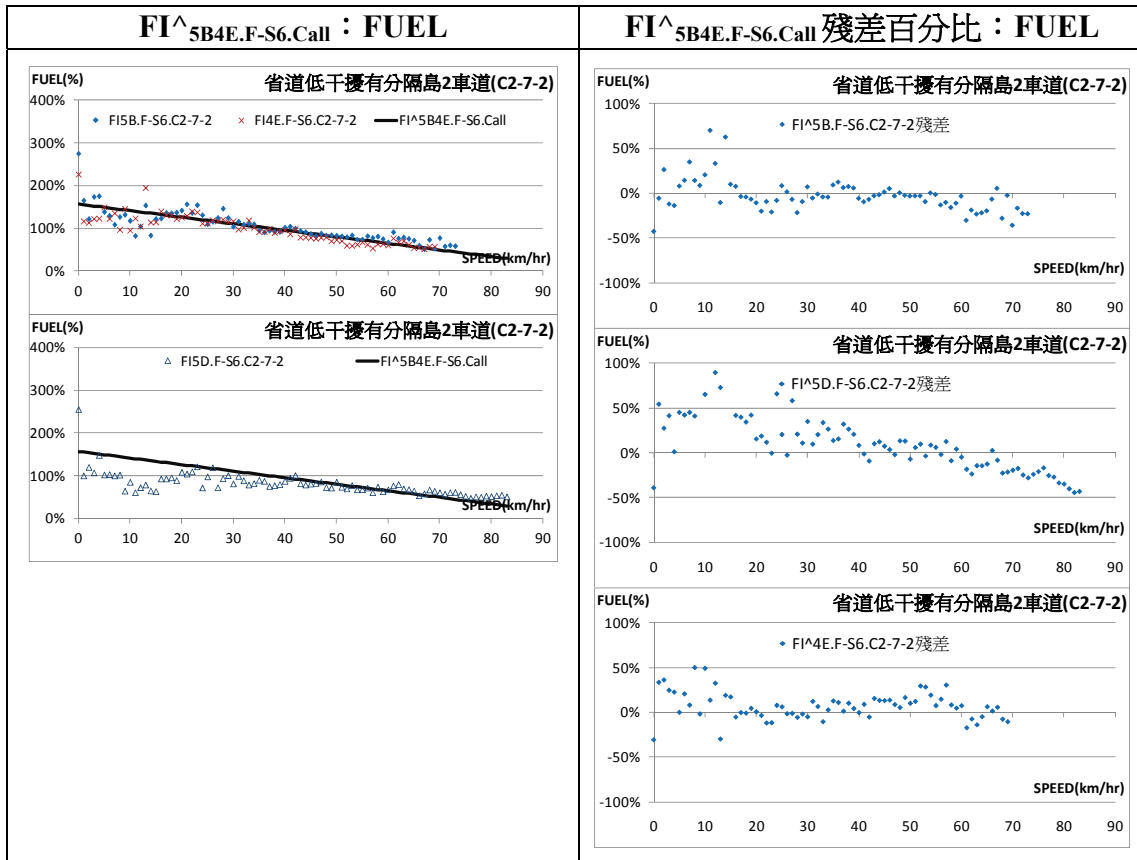 FI^5B4E.F-S6.Call：FUEL
FUEL(%)
省道低干擾有分隔島2車道(C2-7-2)
400%
300%
200%
100%
0%
FI5B.F-S6.C2-7-2
FI4E.F-S6.C2-7-2
FI^5B4E.F-S6.Call
SPEED(km/hr)
0 10 20 30 40 50 60 70 80 90
FUEL(%)
省道低干擾有分隔島2車道(C2-7-2)
400%
300%
200%
100%
0%
FI5D.F-S6.C2-7-2
FI^5B4E.F-S6.Call
SPEED(km/hr)
0 10 20 30 40 50 60 70 80 90
FI^5B4E.F-S6.Call 殘差百分比：FUEL
FUEL(%)
省道低干擾有分隔島2車道(C2-7-2)
100%
50%
0%
-50%
-100%
FI^5B.F-S6.C2-7-2殘差
SPEED(km/hr)
0 10 20 30 40 50 60 70 80 90
FUEL(%)
省道低干擾有分隔島2車道(C2-7-2)
100%
50%
0%
-50%
-100%
FI^5D.F-S6.C2-7-2殘差
SPEED(km/hr)
0 10 20 30 40 50 60 70 80 90
FUEL(%)
省道低干擾有分隔島2車道(C2-7-2)
100%
50%
0%
-50%
-100%
FI^4E.F-S6.C2-7-2殘差
SPEED(km/hr)
0 10 20 30 40 50 60 70 80 90